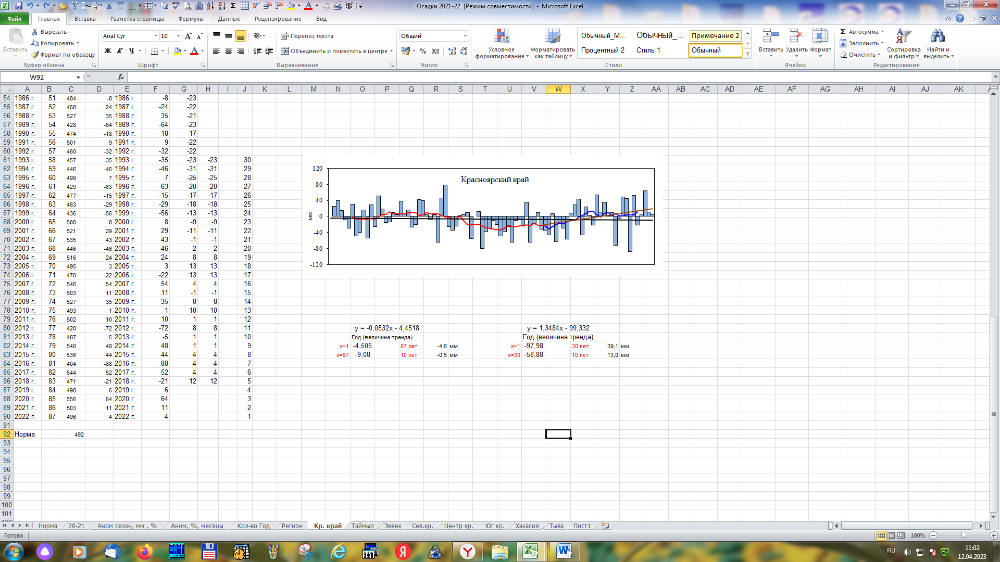 Осадки 2021-22 [Режим совместимости] - Microsoft Excel
Файл Главная Вставка Разметка страницы Формулы Данные Рецензирование Вид
Вставить
Вырезать
Копировать
Формат по образцу
Буфер обмена
Arial Cyr 10
Ж К Ч
Шрифт
Перенос текста
Объединить и поместить в центре
Выравнивание
Общий
% 000
Число
Условное форматирование
Форматировать как таблицу
Обычный_М... Обычный_... Примечание 2
Процентный 2 Стиль 1 Обычный
Стили
Вставить Удалить Формат
Ячейки
Автосумма
Заполнить
Очистить
Сортировка и фильтр
Найти и выделить
Редактирование
W92 fx
A B C D E F G H I J K L M N O P Q R S T U V W X Y Z AA AB AC AD AE AF AG AH AI AJ AK
54 1986 г. 51 484 -8 1986 г. -8 -23
55 1987 г. 52 468 -24 1987 г. -24 -22
56 1988 г. 53 527 35 1988 г. 35 -21
57 1989 г. 54 428 -64 1989 г. -64 -23
58 1990 г. 55 474 -18 1990 г. -18 -17
59 1991 г. 56 501 9 1991 г. 9 -22
60 1992 г. 57 460 -32 1992 г. -32 -22
61 1993 г. 58 457 -35 1993 г. -35 -23 -23 30
62 1994 г. 59 446 -46 1994 г. -46 -31 -31 29
63 1995 г. 60 499 7 1995 г. 7 -25 -25 28
64 1996 г. 61 429 -63 1996 г. -63 -20 -20 27
65 1997 г. 62 477 -15 1997 г. -15 -17 -17 26
66 1998 г. 63 463 -29 1998 г. -29 -18 -18 25
67 1999 г. 64 436 -56 1999 г. -56 -13 -13 24
68 2000 г. 65 500 8 2000 г. 8 -9 -9 23
69 2001 г. 66 521 29 2001 г. 29 -11 -11 22
70 2002 г. 67 535 43 2002 г. 43 -1 -1 21
71 2003 г. 68 446 -46 2003 г. -46 2 2 20
72 2004 г. 69 516 24 2004 г. 24 8 8 19
73 2005 г. 70 495 3 2005 г. 3 13 13 18
74 2006 г. 71 470 -22 2006 г. -22 13 13 17
75 2007 г. 72 546 54 2007 г. 54 4 4 16
76 2008 г. 73 503 11 2008 г. 11 -1 -1 15
77 2009 г. 74 527 35 2009 г. 35 8 8 14
78 2010 г. 75 493 1 2010 г. 1 10 10 13
79 2011 г. 76 502 10 2011 г. 10 1 1 12
80 2012 г. 77 420 -72 2012 г. -72 8 8 11
81 2013 г. 78 487 -5 2013 г. -5 1 1 10
82 2014 г. 79 540 48 2014 г. 48 1 1 9
83 2015 г. 80 536 44 2015 г. 44 4 4 8
84 2016 г. 81 404 -88 2016 г. -88 4 4 7
85 2017 г. 82 544 52 2017 г. 52 4 4 6
86 2018 г. 83 471 -21 2018 г. -21 12 12 5
87 2019 г. 84 498 6 2019 г. 6 4
88 2020 г. 85 556 64 2020 г. 64 3
89 2021 г. 86 503 11 2021 г. 11 2
90 2022 г. 87 496 4 2022 г. 4 1
91
92 Норма 492
93
94
95
96
97
98
99
100
101
Красноярский край
мм
120
80
40
0
-40
-80
-120
y = -0,0532x - 4,4518
Год (величина тренда)
x=1 -4,505 87 лет -4,6 мм
x=87 -9,08 10 лет -0,5 мм
y = 1,3484x - 99,332
Год (величина тренда)
x=1 -97,98 30 лет 39,1 мм
x=30 -58,88 10 лет 13,0 мм
Норма 20-21 Аном сезон, мм , % Аном, %, месяцы Кол-во Год Регион Кр. край Таймыр Эвенк Сев.кр. Центр кр. Юг кр. Хакасия Тыва Лист1
Готово 100%
RU 11:02
12.04.2023